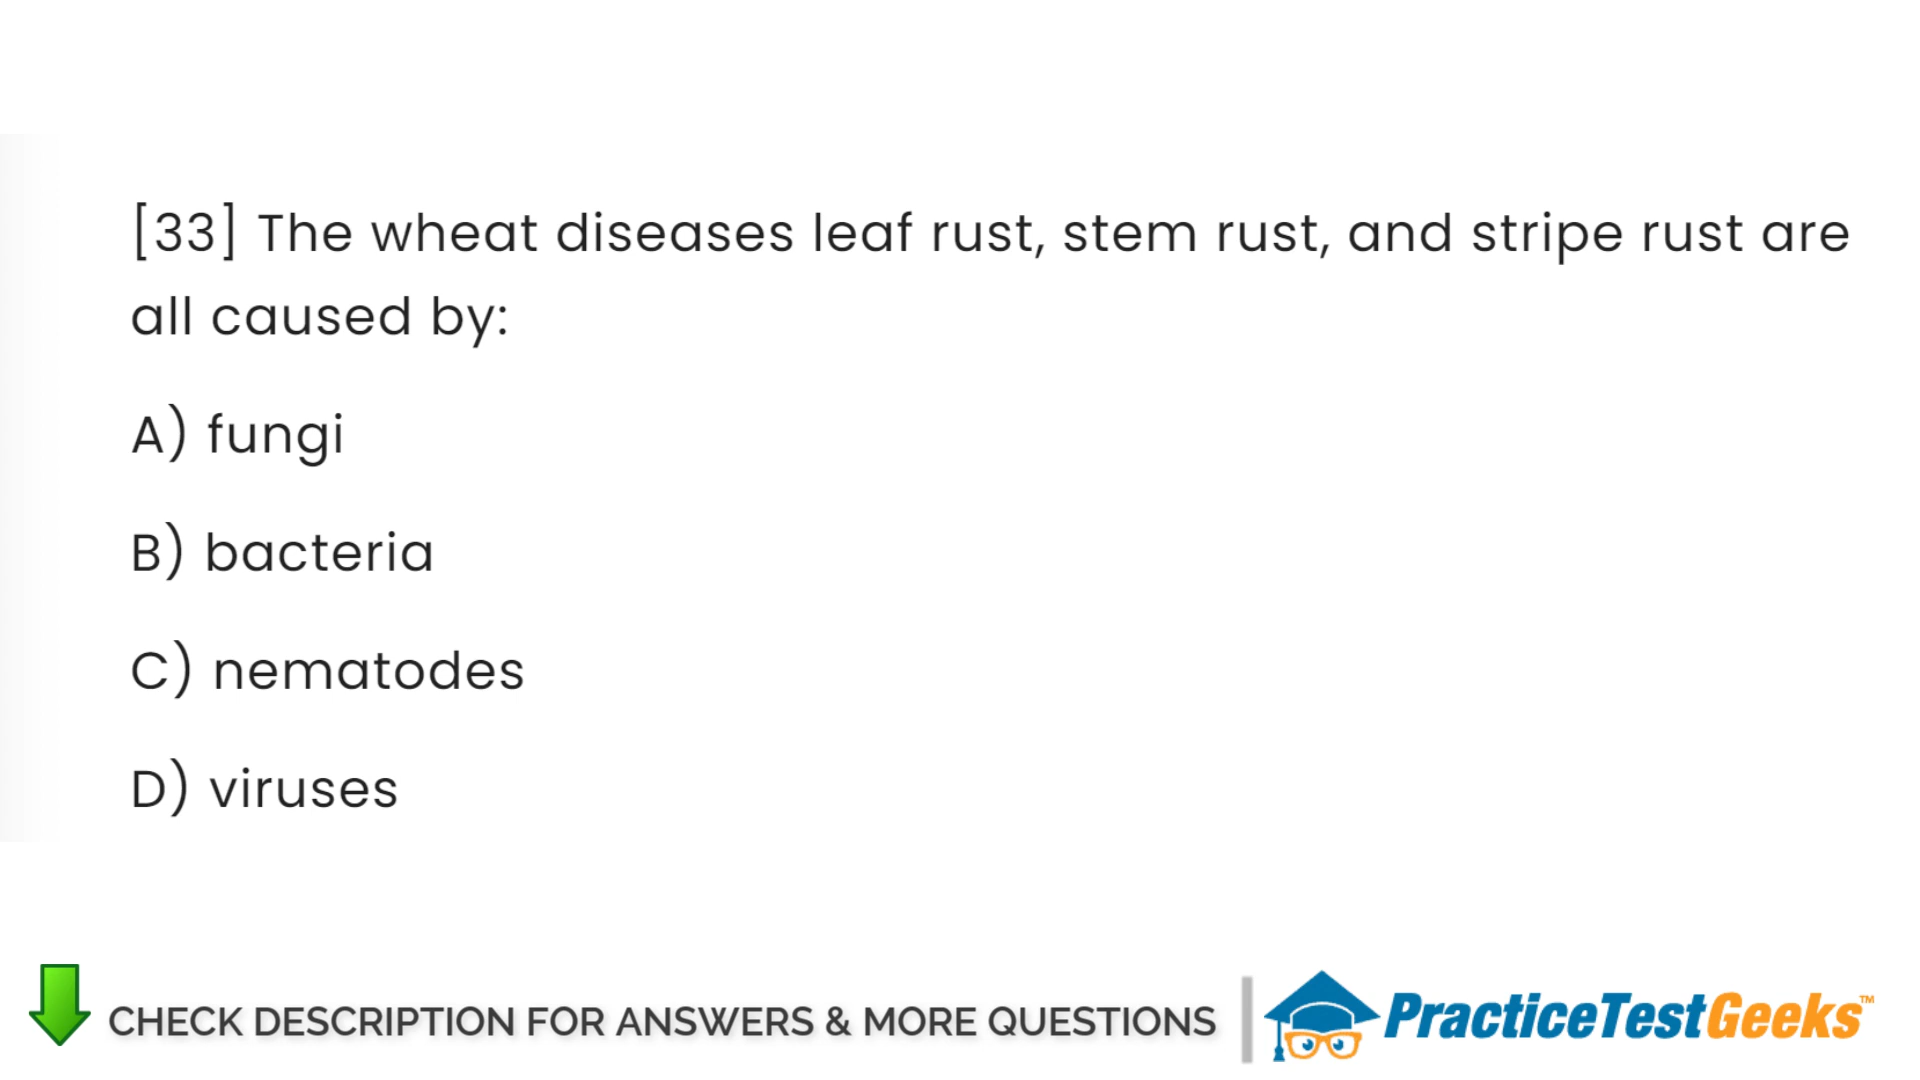 [33] The wheat diseases leaf rust, stem rust, and stripe rust are
all caused by:
A) fungi
B) bacteria
C) nematodes
D) viruses
CHECK DESCRIPTION FOR ANSWERS & MORE QUESTIONS
PracticeTestGeeks™